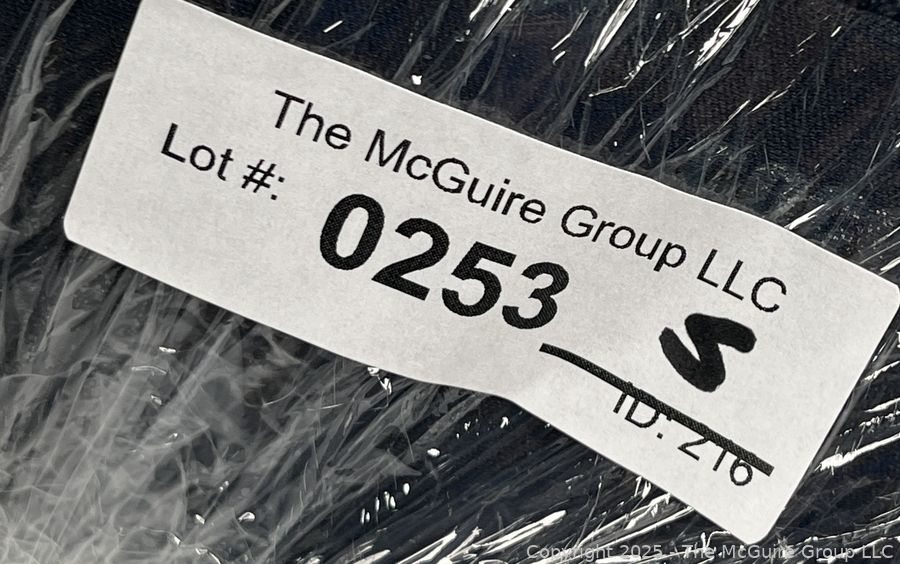 The McGuire Group LLC
Lot #: 0253
S
ID: 216
Copyright 2025 - The McGuire Group LLC